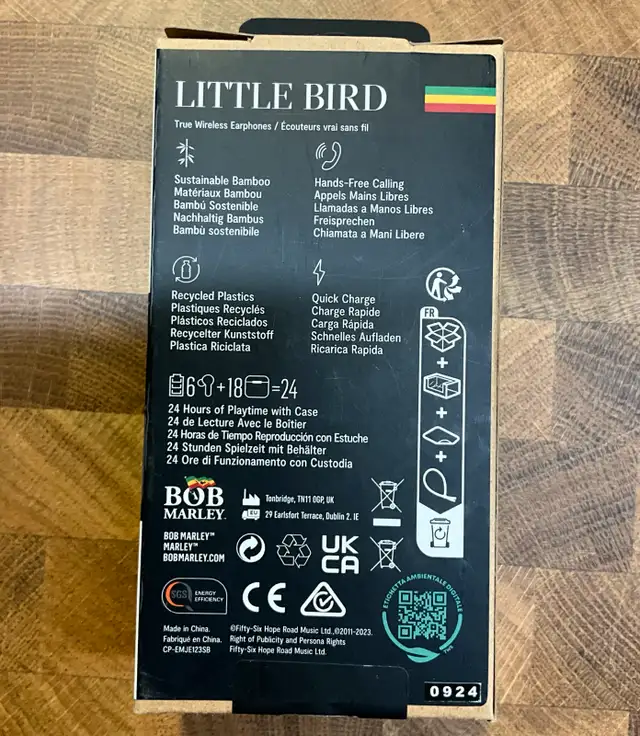 LITTLE BIRD
True Wireless Earphones / Écouteurs vrai sans fil
Sustainable Bamboo
Matériaux Bambou
Bambú Sostenible
Nachhaltig Bambus
Bambù sostenibile
Hands-Free Calling
Appels Mains Libres
Llamadas a Manos Libres
Freisprechen
Chiamata a Mani Libere
Recycled Plastics
Plastiques Recyclés
Plásticos Reciclados
Recycelter Kunststoff
Plastica Riciclata
Quick Charge
Charge Rapide
Carga Rápida
Schnelles Aufladen
Ricarica Rapida
FR
+
+
+
6+18=24
24 Hours of Playtime with Case
24 de Lecture Avec le Boîtier
24 Horas de Tiempo Reproducción con Estuche
24 Stunden Spielzeit mit Behälter
24 Ore di Funzionamento con Custodia
BOB
MARLEY
Tonbridge, TN11 0GP, UK
EU
29 Earlsfort Terrace, Dublin 2. IE
BOB MARLEY™
MARLEY™
BOBMARLEY.COM
UK
CA
SGS
ENERGY
EFFICIENCY
CE
ETICHETTA AMBIENTALE DIGITALE
Made in China.
Fabriqué en China.
CP-EMJE123SB
©Fifty-Six Hope Road Music Ltd.,©2011-2023.
Right of Publicity and Persona Rights
Fifty-Six Hope Road Music Ltd.
0924